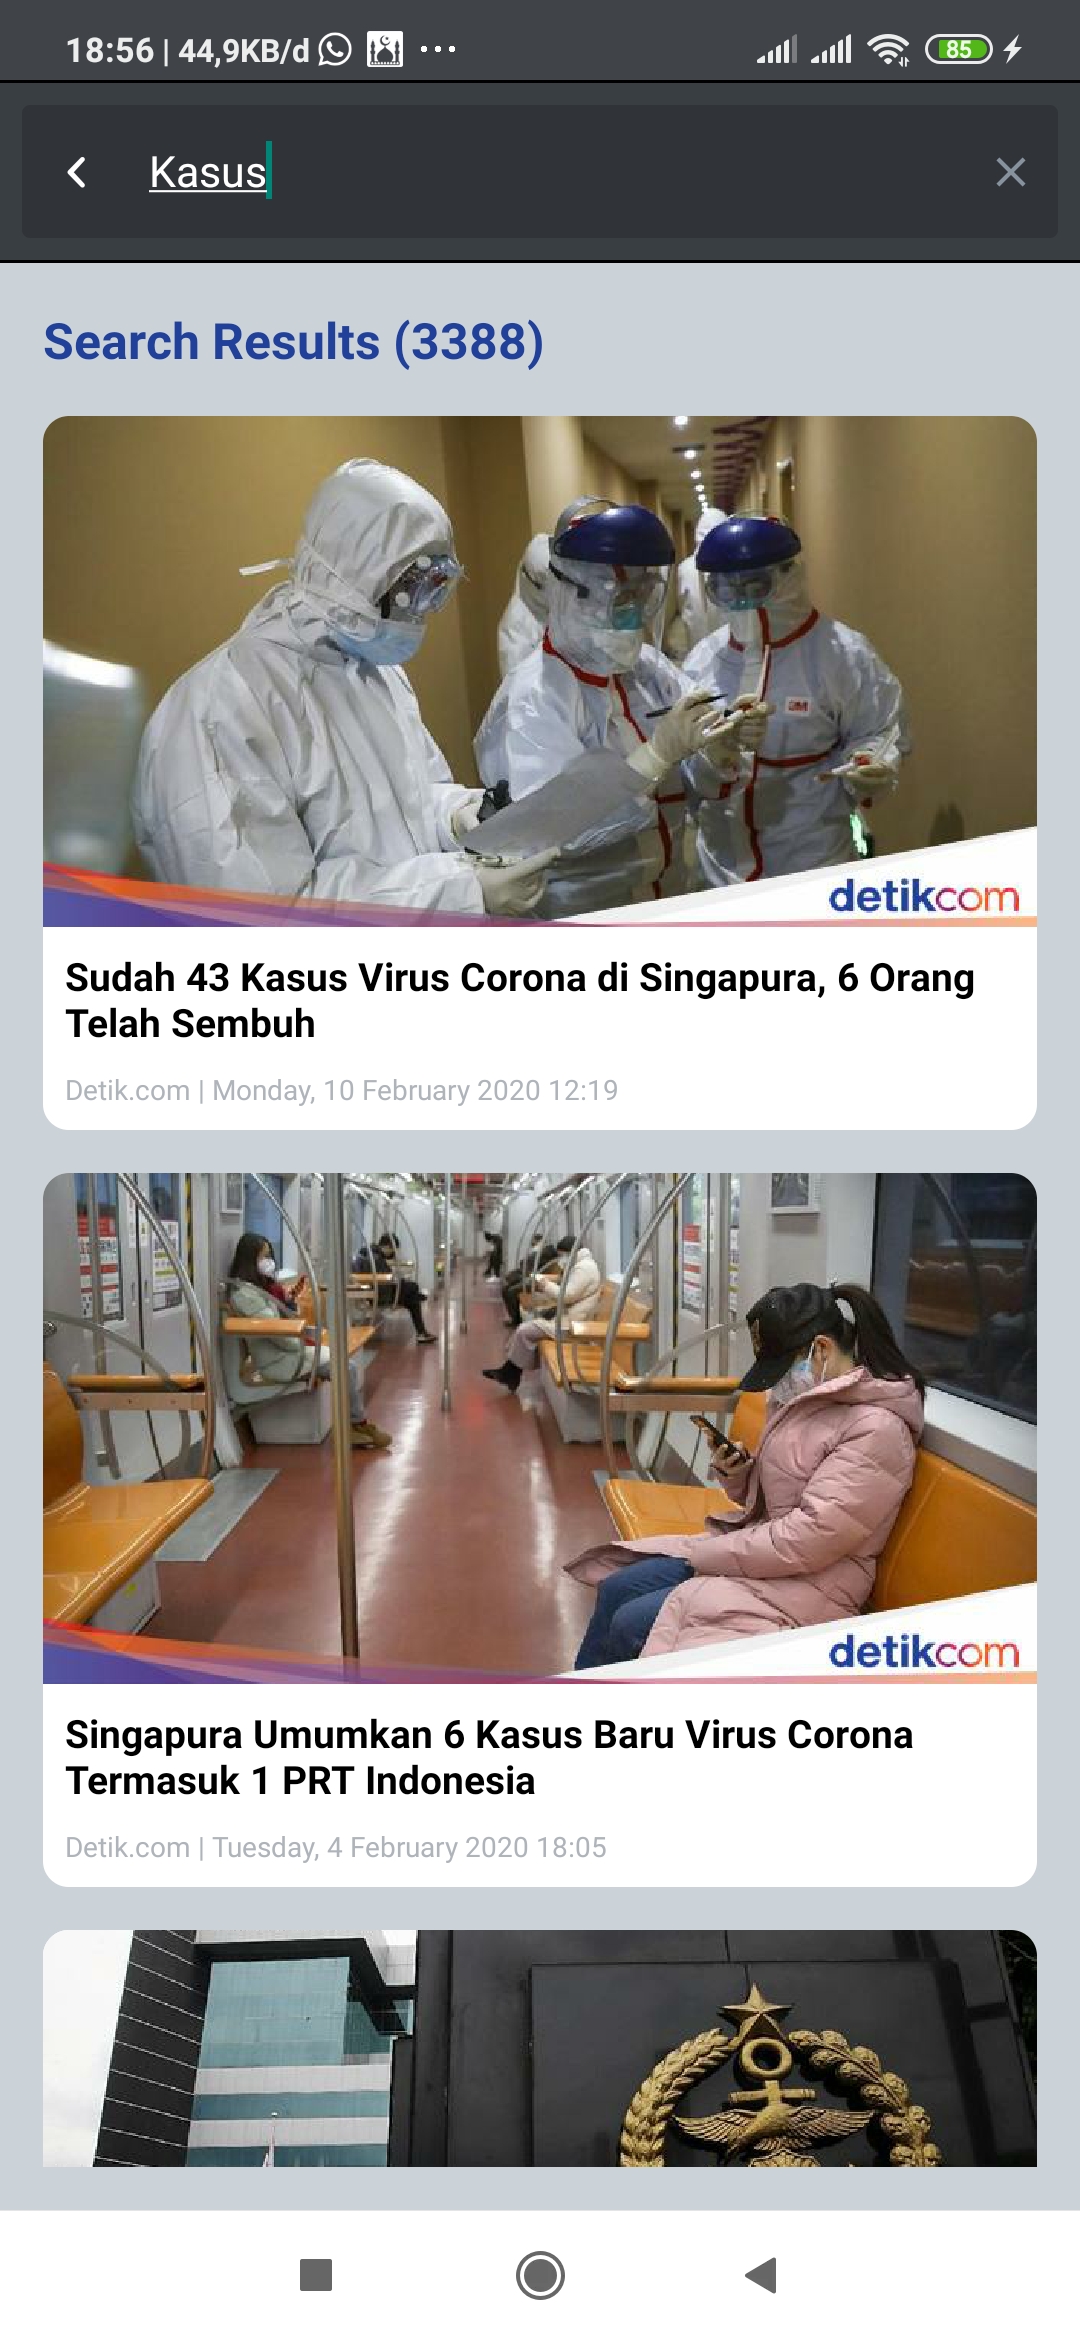 18:56 | 44,9KB/d
85
Kasus
Search Results (3388)
3M
detikcom
Sudah 43 Kasus Virus Corona di Singapura, 6 Orang
Telah Sembuh
Detik.com | Monday, 10 February 2020 12:19
detikcom
Singapura Umumkan 6 Kasus Baru Virus Corona
Termasuk 1 PRT Indonesia
Detik.com | Tuesday, 4 February 2020 18:05